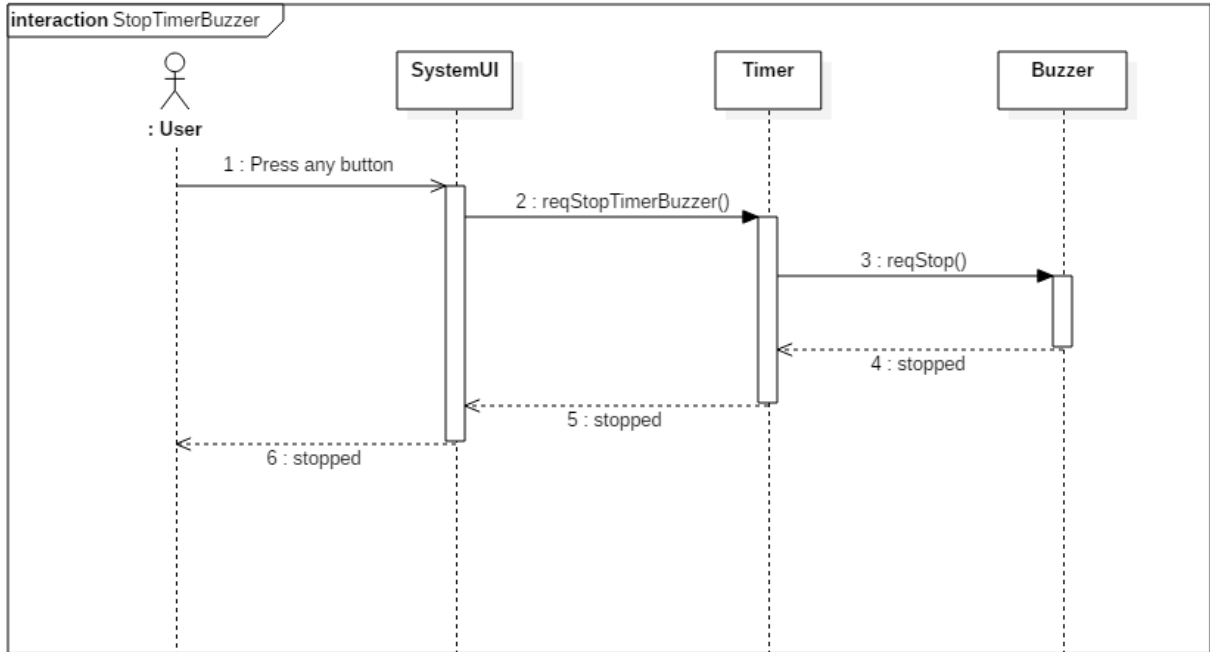 interaction StopTimerBuzzer
SystemUI
Timer
Buzzer
: User
1 : Press any button
2 : reqStopTimerBuzzer()
3 : reqStop()
4 : stopped
5 : stopped
6 : stopped